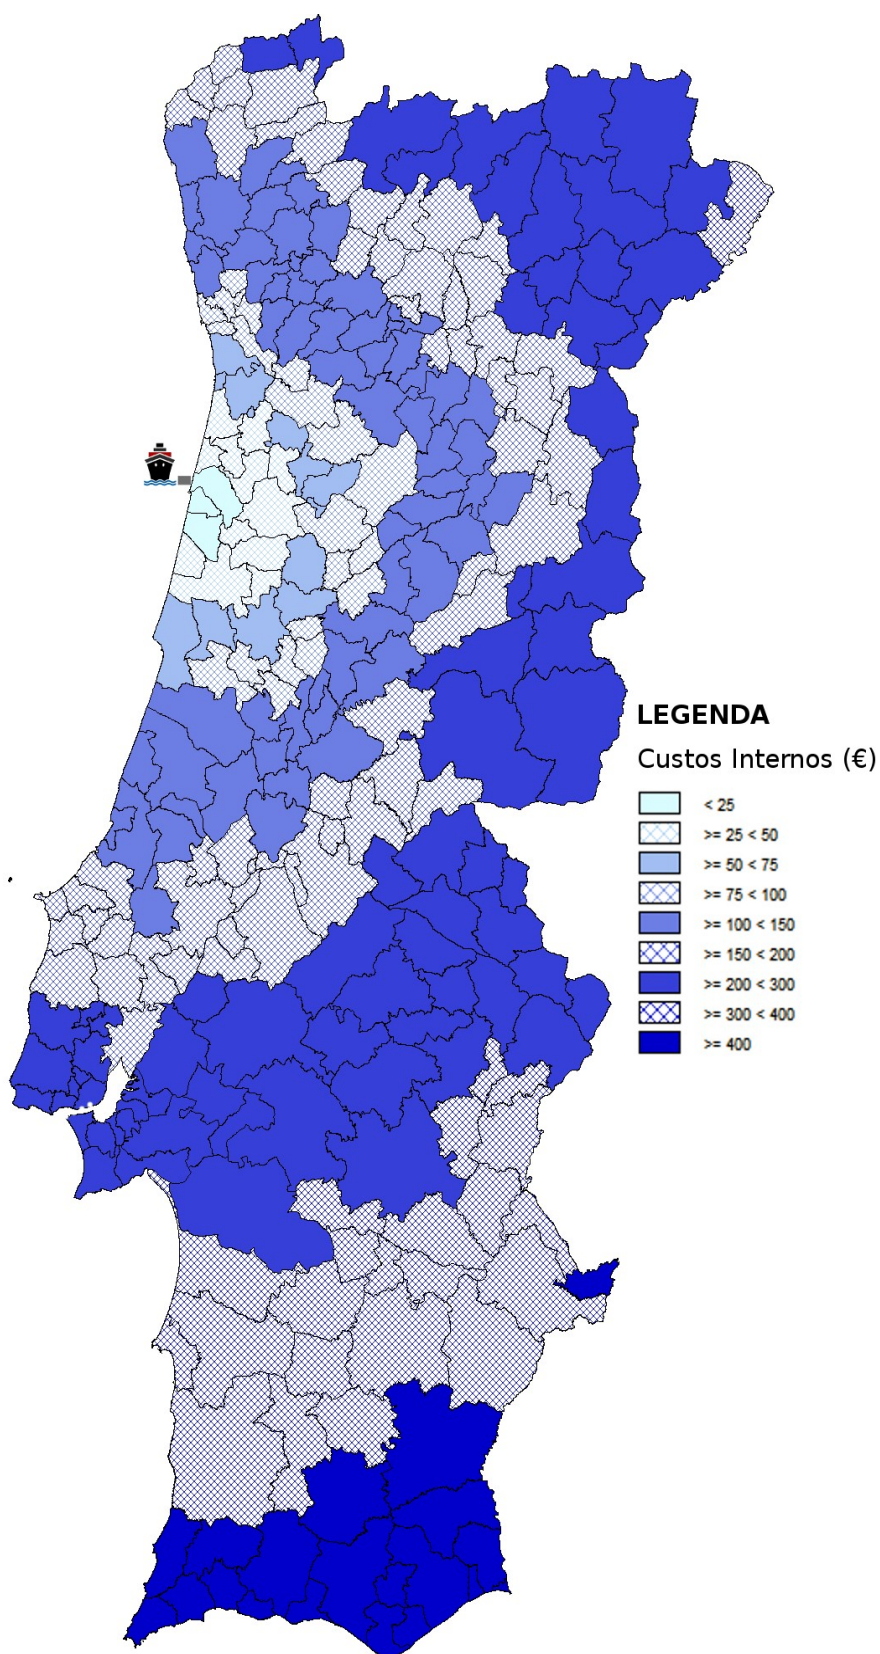 LEGENDA
Custos Internos (€)
< 25
>= 25 < 50
>= 50 < 75
>= 75 < 100
>= 100 < 150
>= 150 < 200
>= 200 < 300
>= 300 < 400
>= 400